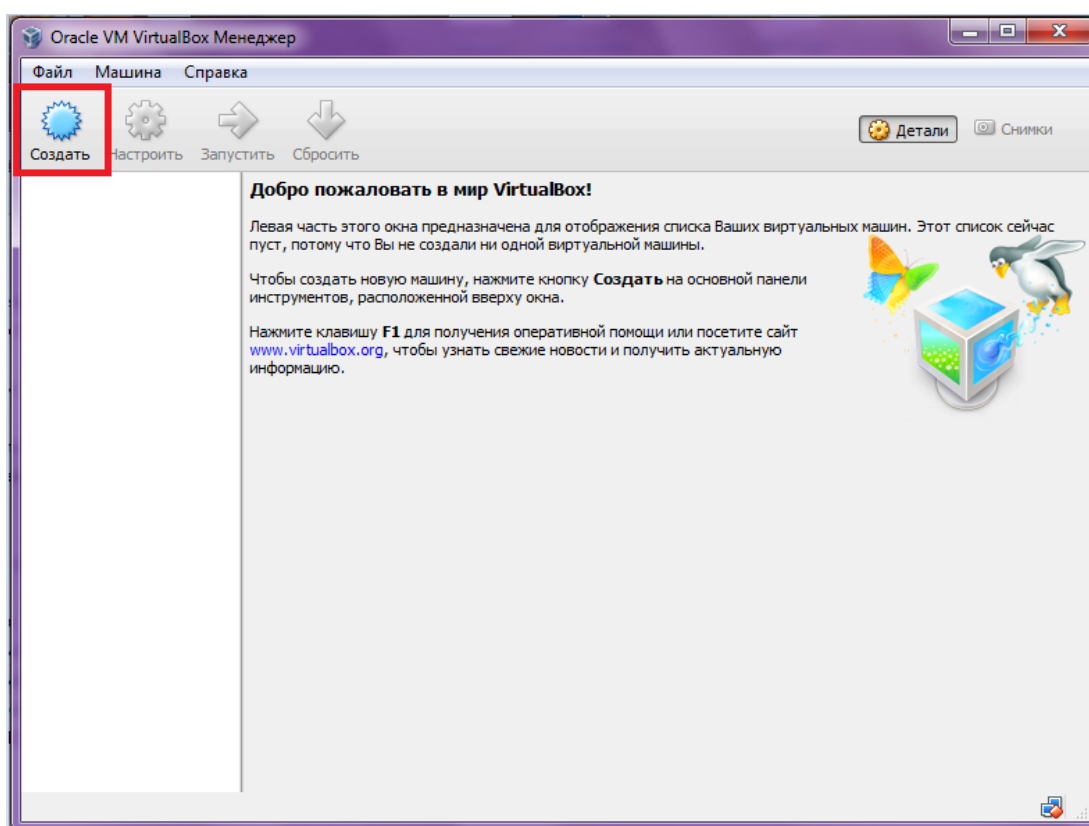 Oracle VM VirtualBox Менеджер
Файл Машина Справка
Создать Настроить Запустить Сбросить
Детали Снимки
Добро пожаловать в мир VirtualBox!
Левая часть этого окна предназначена для отображения списка Ваших виртуальных машин. Этот список сейчас
пуст, потому что Вы не создали ни одной виртуальной машины.
Чтобы создать новую машину, нажмите кнопку Создать на основной панели
инструментов, расположенной вверху окна.
Нажмите клавишу F1 для получения оперативной помощи или посетите сайт
www.virtualbox.org, чтобы узнать свежие новости и получить актуальную
информацию.